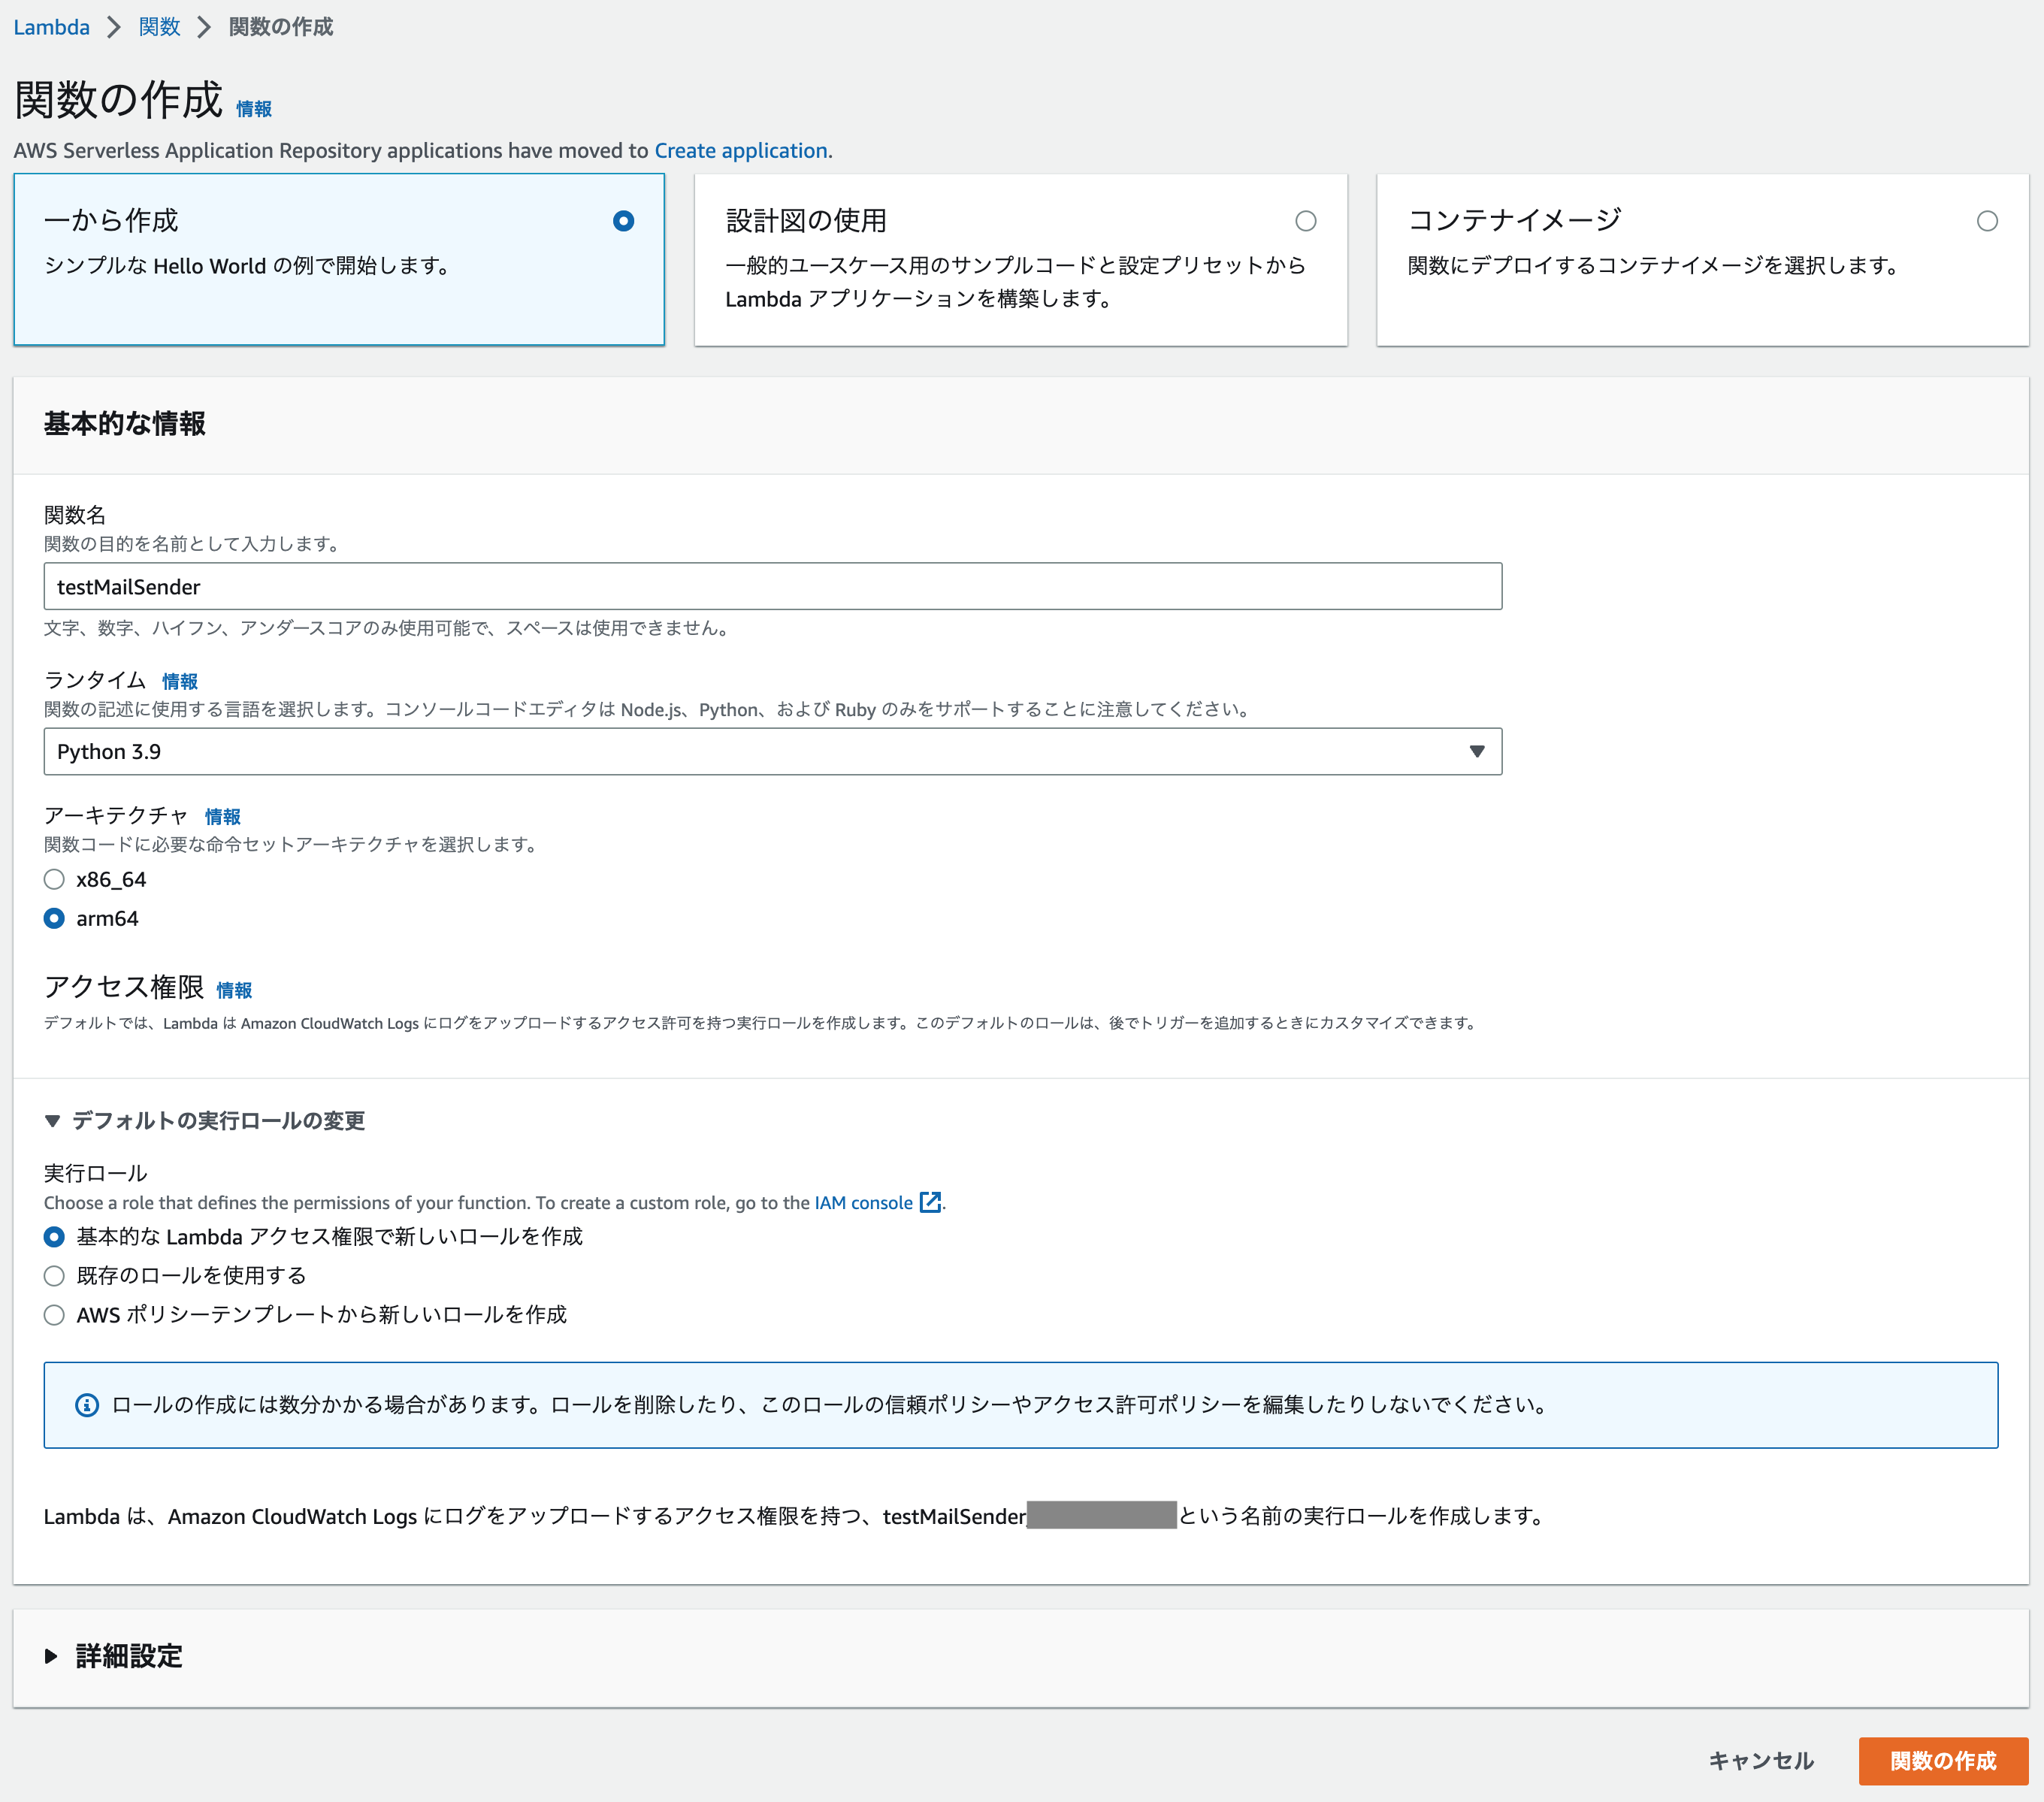 Lambda > 関数 > 関数の作成
関数の作成 情報
AWS Serverless Application Repository applications have moved to Create application.
一から作成
シンプルな Hello World の例で開始します。
設計図の使用
一般的ユースケース用のサンプルコードと設定プリセットから
Lambda アプリケーションを構築します。
コンテナイメージ
関数にデプロイするコンテナイメージを選択します。
基本的な情報
関数名
関数の目的を名前として入力します。
testMailSender
文字、数字、ハイフン、アンダースコアのみ使用可能で、スペースは使用できません。
ランタイム 情報
関数の記述に使用する言語を選択します。コンソールコードエディタは Node.js、Python、および Ruby のみをサポートすることに注意してください。
Python 3.9
アーキテクチャ 情報
関数コードに必要な命令セットアーキテクチャを選択します。
x86_64
arm64
アクセス権限 情報
デフォルトでは、Lambda は Amazon CloudWatch Logs にログをアップロードするアクセス許可を持つ実行ロールを作成します。このデフォルトのロールは、後でトリガーを追加するときにカスタマイズできます。
デフォルトの実行ロールの変更
実行ロール
Choose a role that defines the permissions of your function. To create a custom role, go to the IAM console.
基本的な Lambda アクセス権限で新しいロールを作成
既存のロールを使用する
AWS ポリシーテンプレートから新しいロールを作成
ロールの作成には数分かかる場合があります。ロールを削除したり、このロールの信頼ポリシーやアクセス許可ポリシーを編集したりしないでください。
Lambda は、Amazon CloudWatch Logs にログをアップロードするアクセス権限を持つ、testMailSender という名前の実行ロールを作成します。
詳細設定
キャンセル
関数の作成